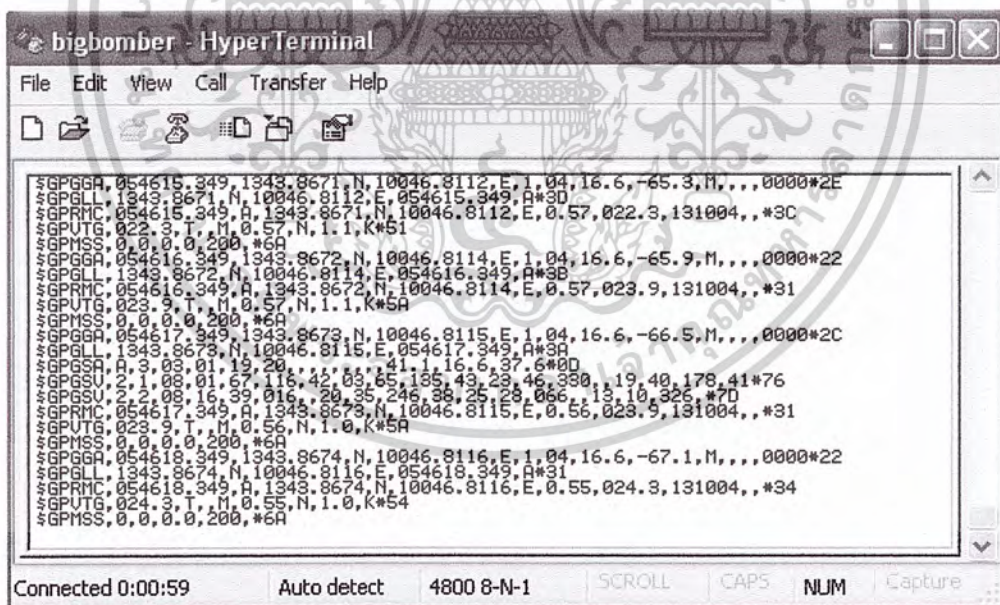 bigbomber - HyperTerminal
File Edit View Call Transfer Help
$GPGGA,054615.349,1343.8671,N,10046.8112,E,1,04,16.6,-65.3,M,,,,0000*2E
$GPGLL,1343.8671,N,10046.8112,E,054615.349,A*3D
$GPRMC,054615.349,A,1343.8671,N,10046.8112,E,0.57,022.3,131004,,*3C
$GPVTG,022.3,T,,M,0.57,N,1.1,K*51
$GPMSS,0,0,0.0,200,*6A
$GPGGA,054616.349,1343.8672,N,10046.8114,E,1,04,16.6,-65.9,M,,,,0000*22
$GPGLL,1343.8672,N,10046.8114,E,054616.349,A*3B
$GPRMC,054616.349,A,1343.8672,N,10046.8114,E,0.57,023.9,131004,,*31
$GPVTG,023.9,T,,M,0.57,N,1.1,K*5A
$GPMSS,0,0,0.0,200,*6A
$GPGGA,054617.349,1343.8673,N,10046.8115,E,1,04,16.6,-66.5,M,,,,0000*2C
$GPGLL,1343.8673,N,10046.8115,E,054617.349,A*3A
$GPGSA,A,3,03,01,19,20,,,,,,,,,41.1,16.6,37.6*0D
$GPGSV,2,1,08,01,67,116,42,03,65,135,43,23,46,330,,19,40,178,41*76
$GPGSV,2,2,08,16,39,016,,20,35,246,38,25,28,066,,13,10,326,*7D
$GPRMC,054617.349,A,1343.8673,N,10046.8115,E,0.56,023.9,131004,,*31
$GPVTG,023.9,T,,M,0.56,N,1.0,K*5A
$GPMSS,0,0,0.0,200,*6A
$GPGGA,054618.349,1343.8674,N,10046.8116,E,1,04,16.6,-67.1,M,,,,0000*22
$GPGLL,1343.8674,N,10046.8116,E,054618.349,A*31
$GPRMC,054618.349,A,1343.8674,N,10046.8116,E,0.55,024.3,131004,,*34
$GPVTG,024.3,T,,M,0.55,N,1.0,K*54
$GPMSS,0,0,0.0,200,*6A
Connected 0:00:59 Auto detect 4800 8-N-1 SCROLL CAPS NUM Capture